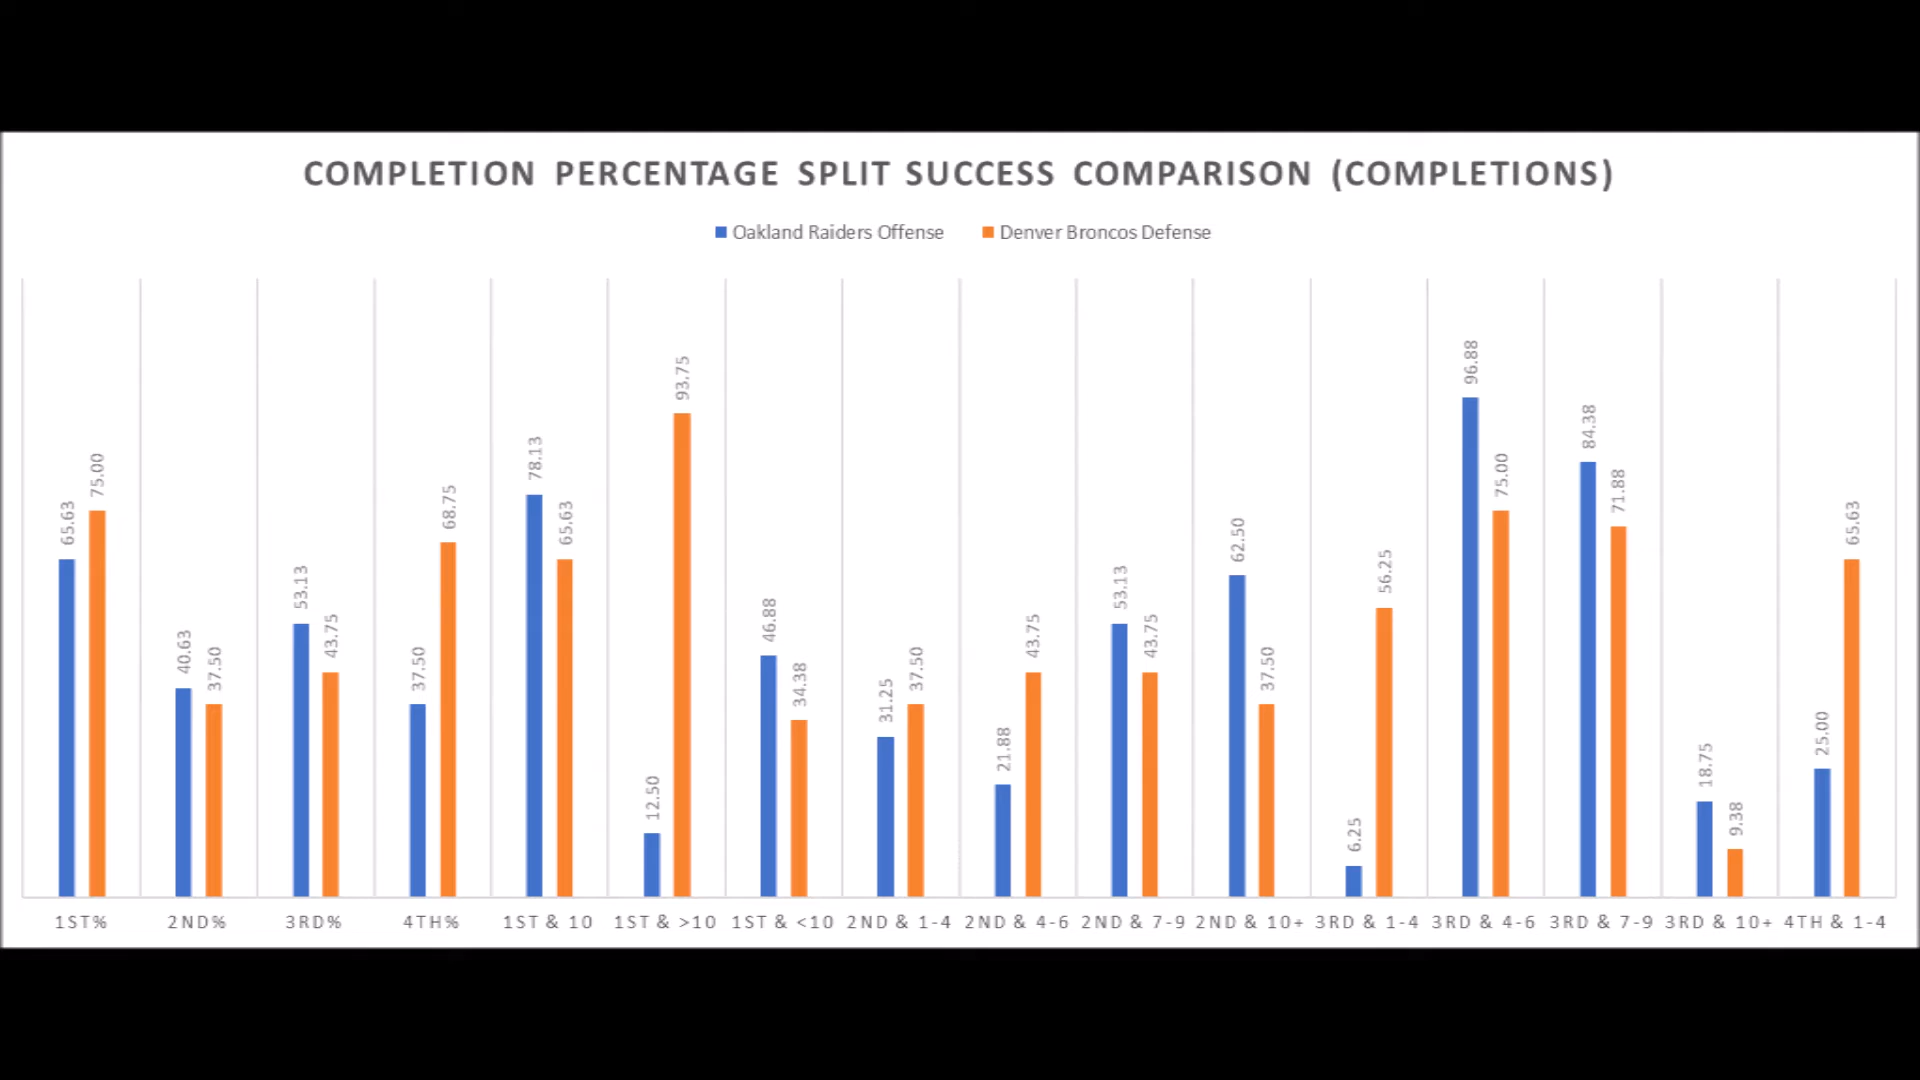 COMPLETION PERCENTAGE SPLIT SUCCESS COMPARISON (COMPLETIONS)
Oakland Raiders Offense Denver Broncos Defense
65.63 75.00 40.63 37.50 53.13 43.75 37.50 68.75 78.13 65.63 12.50 93.75 46.88 34.38 31.25 37.50 21.88 43.75 53.13 43.75 62.50 37.50 6.25 56.25 96.88 75.00 84.38 71.88 18.75 9.38 25.00 65.63
1ST% 2ND% 3RD% 4TH% 1ST & 10 1ST & >10 1ST & <10 2ND & 1-4 2ND & 4-6 2ND & 7-9 2ND & 10+ 3RD & 1-4 3RD & 4-6 3RD & 7-9 3RD & 10+ 4TH & 1-4